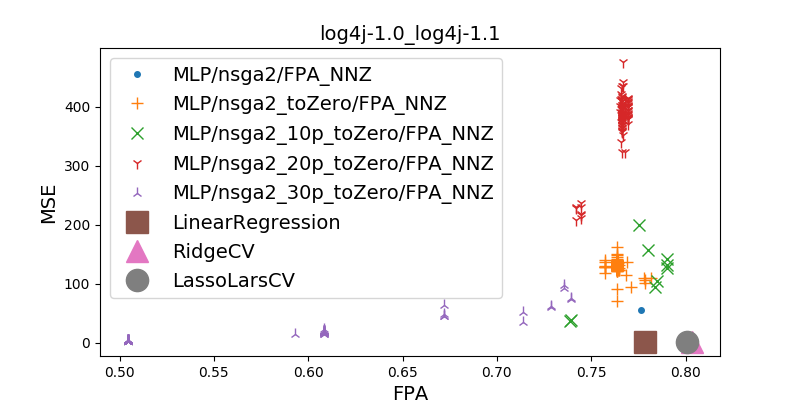 log4j-1.0_log4j-1.1
MLP/nsga2/FPA_NNZ
MLP/nsga2_toZero/FPA_NNZ
MLP/nsga2_10p_toZero/FPA_NNZ
MLP/nsga2_20p_toZero/FPA_NNZ
MLP/nsga2_30p_toZero/FPA_NNZ
LinearRegression
RidgeCV
LassoLarsCV
MSE
400
300
200
100
0
0.50 0.55 0.60 0.65 0.70 0.75 0.80
FPA